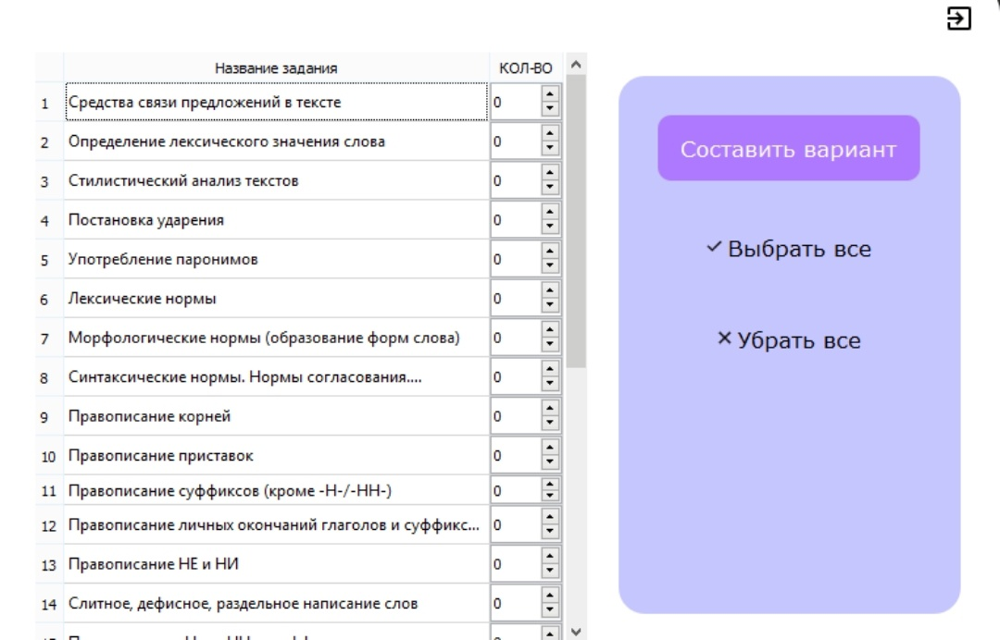 Название задания КОЛ-ВО
1 Средства связи предложений в тексте 0
2 Определение лексического значения слова 0
3 Стилистический анализ текстов 0
4 Постановка ударения 0
5 Употребление паронимов 0
6 Лексические нормы 0
7 Морфологические нормы (образование форм слова) 0
8 Синтаксические нормы. Нормы согласования.... 0
9 Правописание корней 0
10 Правописание приставок 0
11 Правописание суффиксов (кроме -Н-/-НН-) 0
12 Правописание личных окончаний глаголов и суффикс... 0
13 Правописание НЕ и НИ 0
14 Слитное, дефисное, раздельное написание слов 0
Составить вариант
Выбрать все
Убрать все